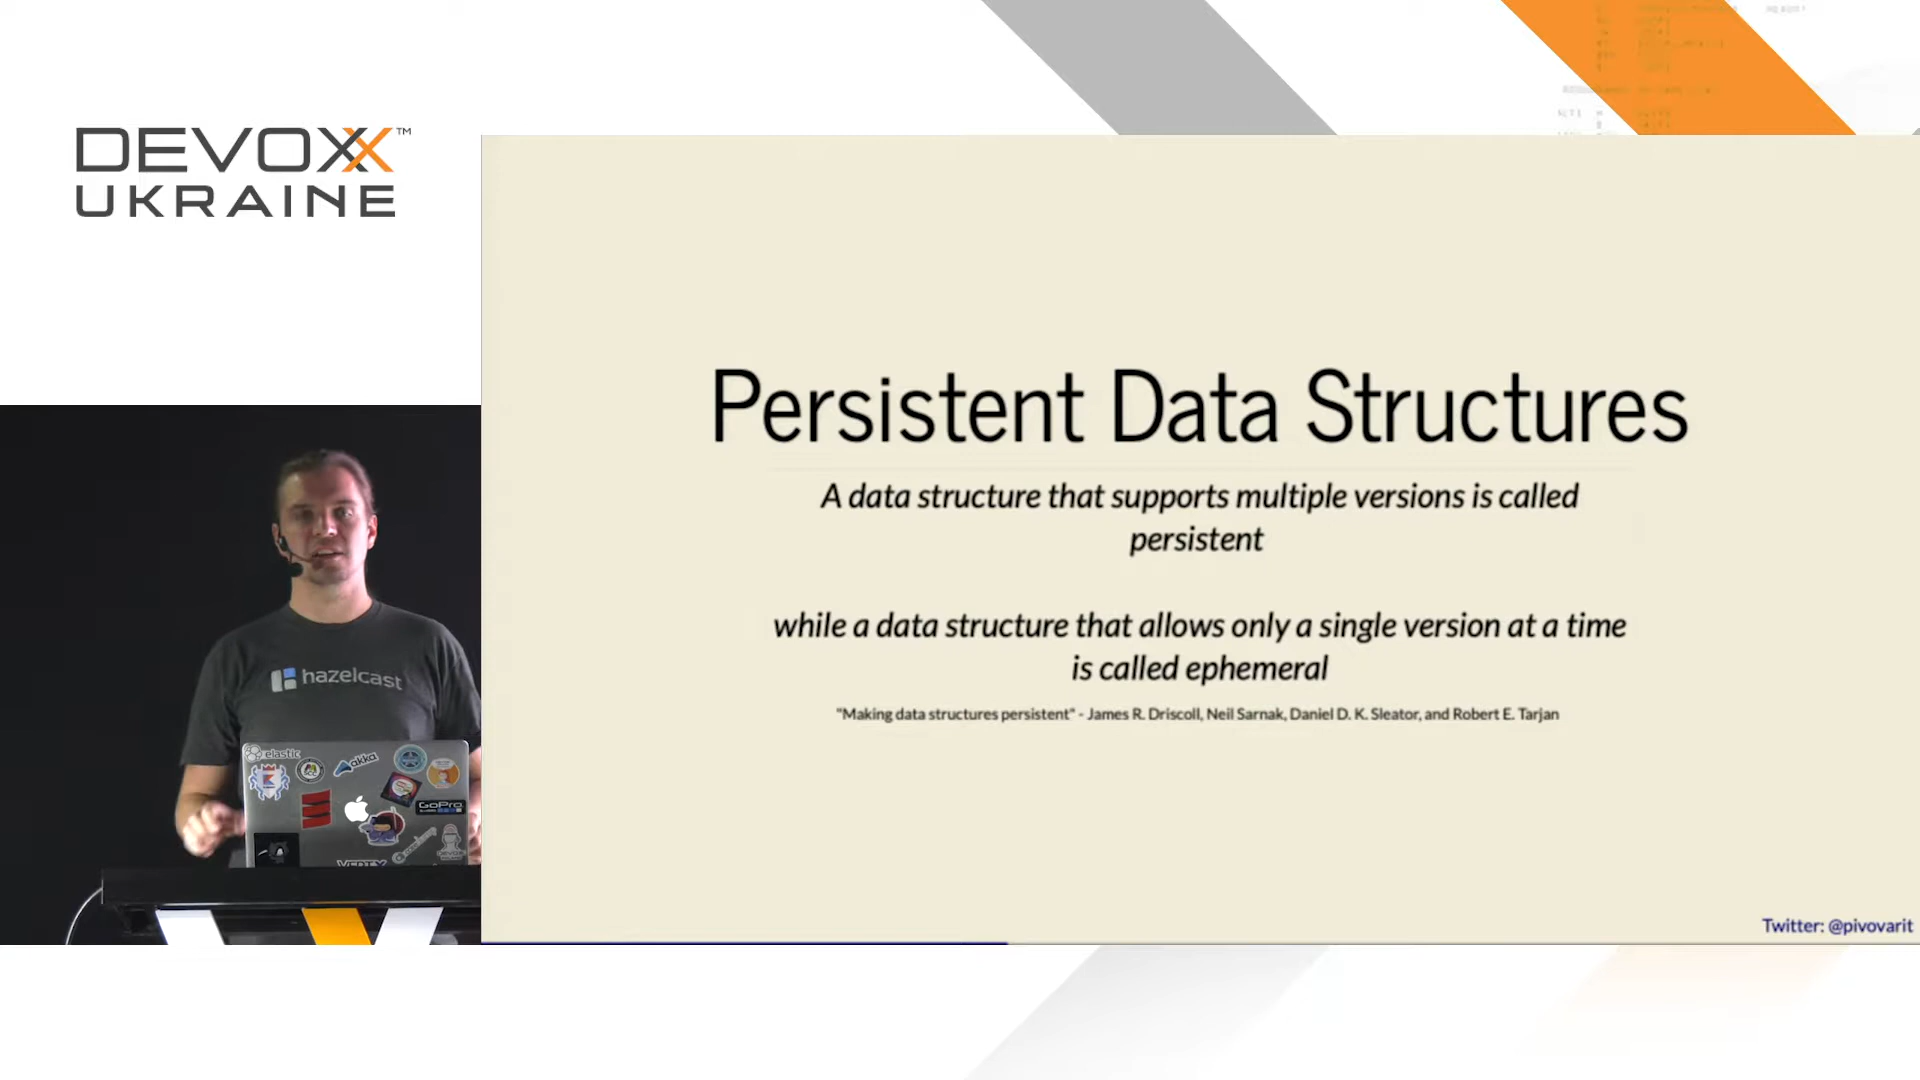 DEVOXX™
UKRAINE
Persistent Data Structures
A data structure that supports multiple versions is called
persistent
while a data structure that allows only a single version at a time
is called ephemeral
"Making data structures persistent" - James R. Driscoll, Neil Sarnak, Daniel D. K. Sleator, and Robert E. Tarjan
Twitter: @pivovarit
hazelcast
elastic
akka
GoPro
VERT.X